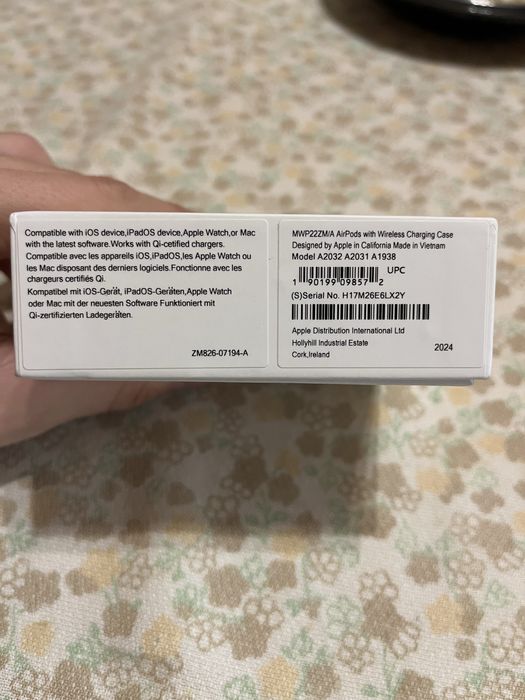 Compatible with iOS device,iPadOS device,Apple Watch,or Mac
with the latest software.Works with Qi-cetified chargers.
Compatible avec les appareils iOS,iPadOS,les Apple Watch ou
les Mac disposant des derniers logiciels.Fonctionne avec les
chargeurs certifiés Qi.
Kompatibel mit iOS-Gerät, iPadOS-Geräten,Apple Watch
oder Mac mit der neuesten Software Funktioniert mit
Qi-zertifizierten Ladegeräten.
ZM826-07194-A
MWP22ZM/A AirPods with Wireless Charging Case
Designed by Apple in California Made in Vietnam
Model A2032 A2031 A1938
UPC
1 90199 09857 2
(S)Serial No. H17M26E6LX2Y
Apple Distribution International Ltd
Hollyhill Industrial Estate
Cork,Ireland
2024